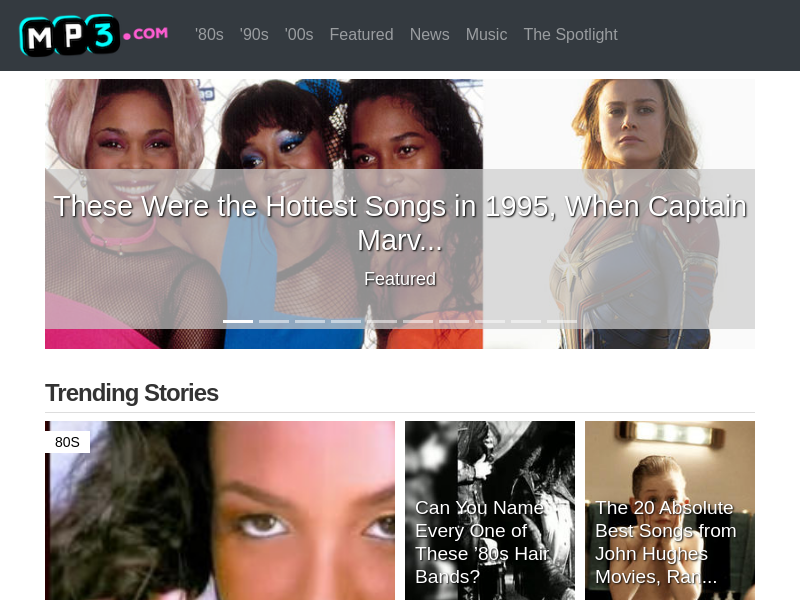 MP3.COM
'80s
'90s
'00s
Featured
News
Music
The Spotlight
These Were the Hottest Songs in 1995, When Captain
Marv...
Featured
Trending Stories
80S
Can You Name
Every One of
These '80s Hair
Bands?
The 20 Absolute
Best Songs from
John Hughes
Movies, Ran...